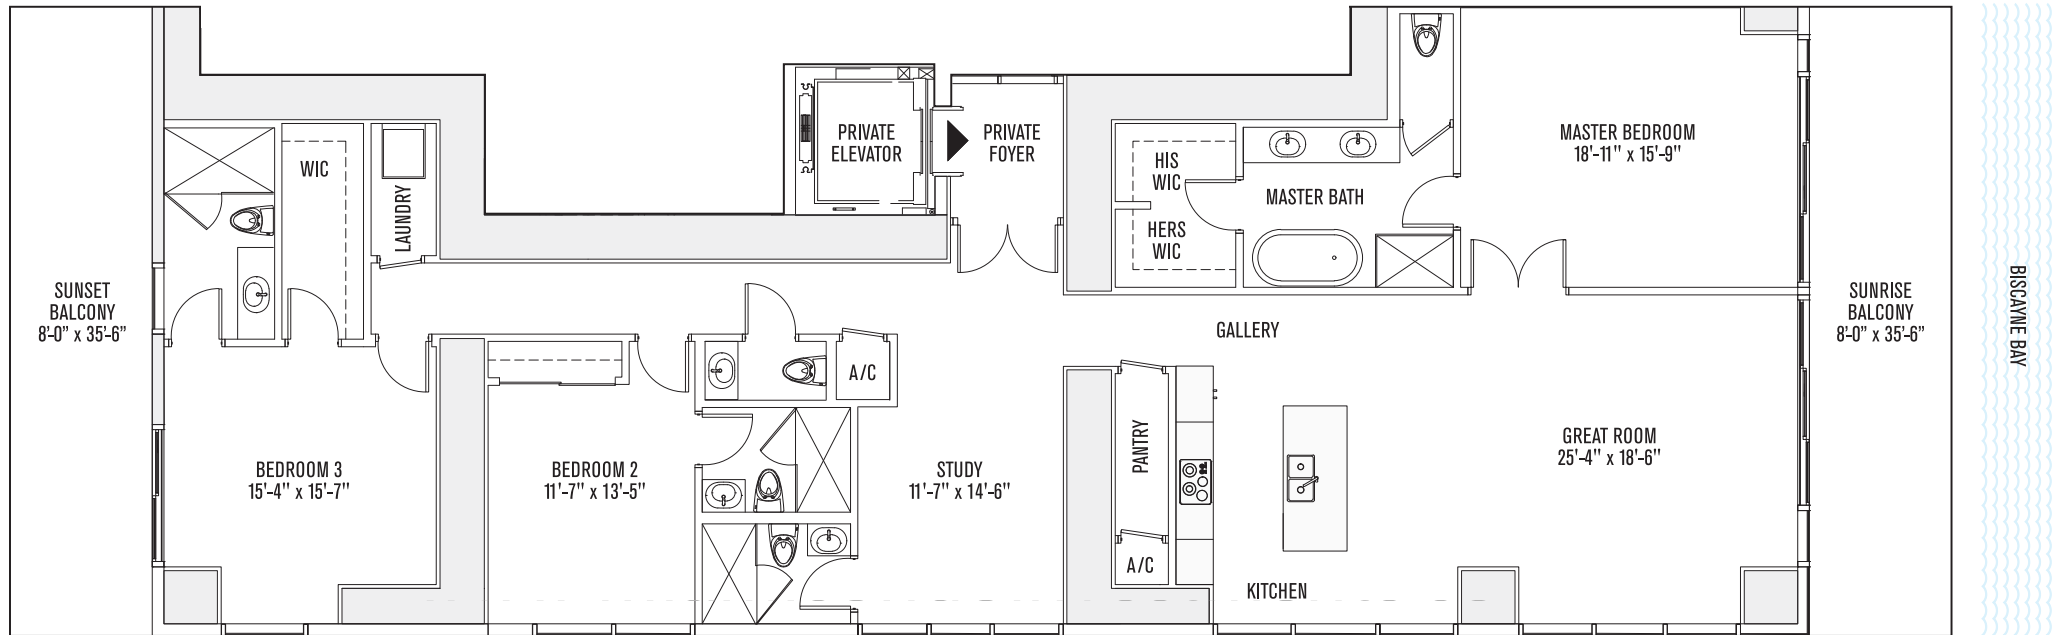 SUNSET
BALCONY
8'-0" x 35'-6"
WIC
LAUNDRY
PRIVATE
ELEVATOR
PRIVATE
FOYER
HIS
WIC
HERS
WIC
MASTER BATH
MASTER BEDROOM
18'-11" x 15'-9"
SUNRISE
BALCONY
8'-0" x 35'-6"
BISCAYNE BAY
GALLERY
A/C
BEDROOM 3
15'-4" x 15'-7"
BEDROOM 2
11'-7" x 13'-5"
STUDY
11'-7" x 14'-6"
PANTRY
A/C
KITCHEN
GREAT ROOM
25'-4" x 18'-6"